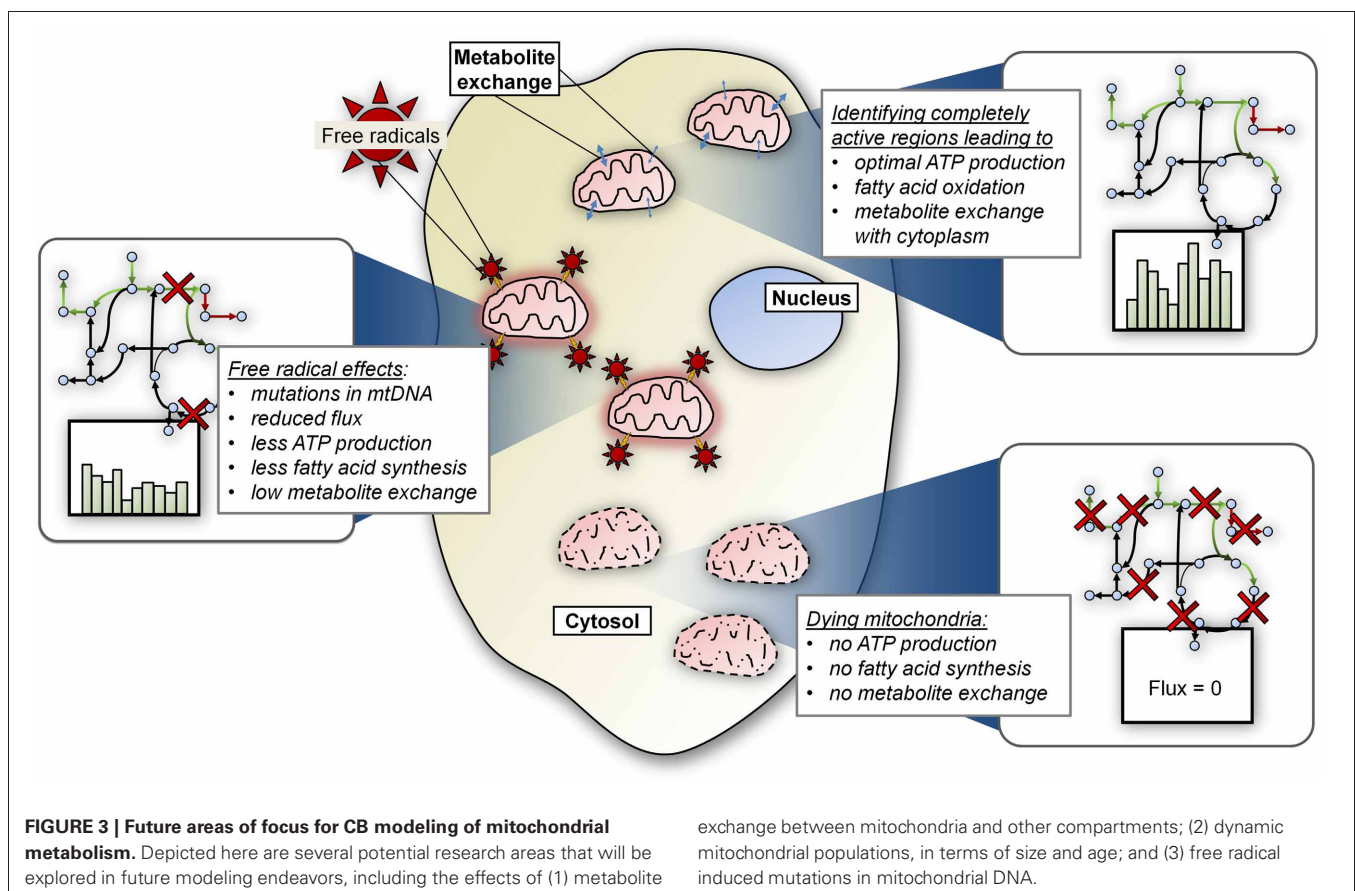 Metabolite
exchange
Free radicals
Identifying completely
active regions leading to
• optimal ATP production
• fatty acid oxidation
• metabolite exchange
with cytoplasm
Nucleus
Free radical effects:
• mutations in mtDNA
• reduced flux
• less ATP production
• less fatty acid synthesis
• low metabolite exchange
Cytosol
Dying mitochondria:
• no ATP production
• no fatty acid synthesis
• no metabolite exchange
Flux = 0
FIGURE 3 | Future areas of focus for CB modeling of mitochondrial
metabolism. Depicted here are several potential research areas that will be
explored in future modeling endeavors, including the effects of (1) metabolite
exchange between mitochondria and other compartments; (2) dynamic
mitochondrial populations, in terms of size and age; and (3) free radical
induced mutations in mitochondrial DNA.